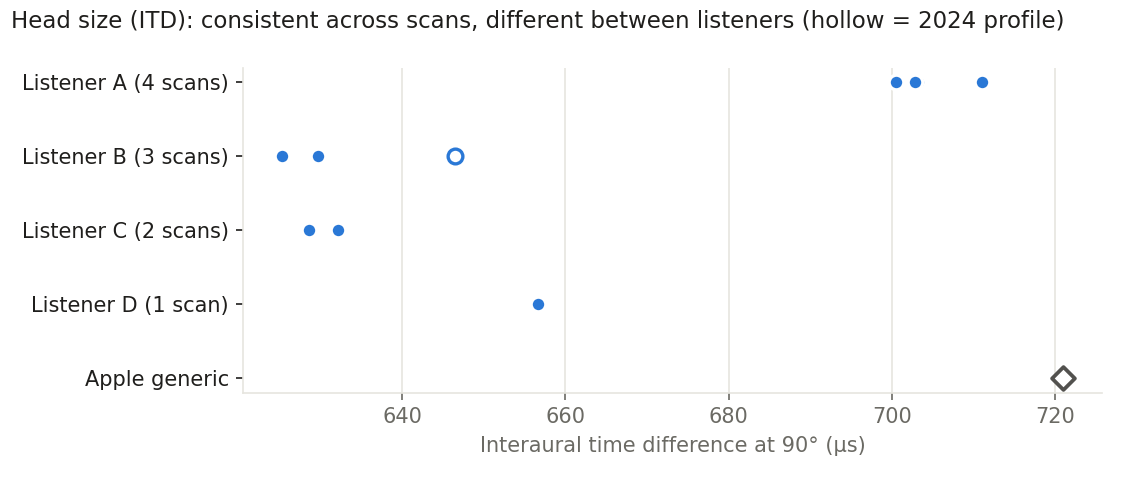 Head size (ITD): consistent across scans, different between listeners (hollow = 2024 profile)
Listener A (4 scans)
Listener B (3 scans)
Listener C (2 scans)
Listener D (1 scan)
Apple generic
640 660 680 700 720
Interaural time difference at 90° (µs)